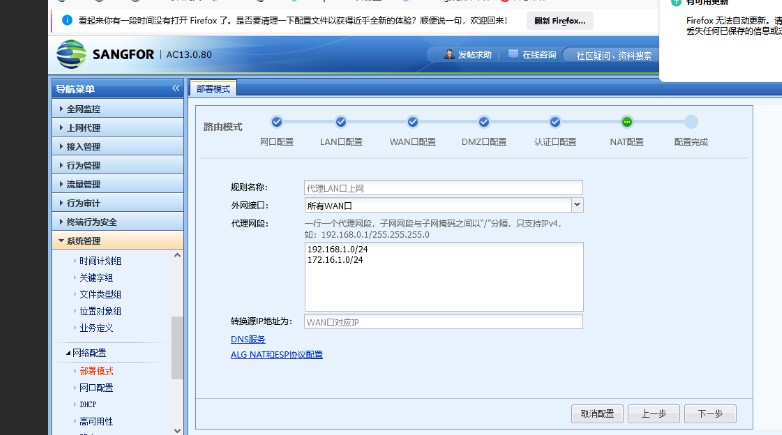 看起来你有一段时间没有打开 Firefox 了，是否要清理一下配置文件以获得近乎全新的体验？顺便说一句，欢迎回来！
翻新 Firefox...
有可用更新
Firefox 无法自动更新。请
丢失任何已保存的信息或
SANGFOR | AC13.0.80
发帖求助
在线咨询
社区疑问、资料搜索
导航菜单
部署模式
全网监控
上网代理
接入管理
行为管理
流量管理
行为审计
终端行为安全
系统管理
时间计划组
关键字组
文件类型组
位置对象组
业务定义
网络配置
部署模式
网口配置
DHCP
高可用性
路由模式
网口配置
LAN口配置
WAN口配置
DMZ口配置
认证口配置
NAT配置
配置完成
规则名称：
代理LAN口上网
外网接口：
所有WAN口
代理网段：
一行一个代理网段，子网网段与子网掩码之间以"/"分隔，只支持IPv4，
如：192.168.0.1/255.255.255.0
192.168.1.0/24
172.16.1.0/24
转换源IP地址为：
WAN口对应IP
DNS服务
ALG NAT和ESP协议配置
取消配置
上一步
下一步